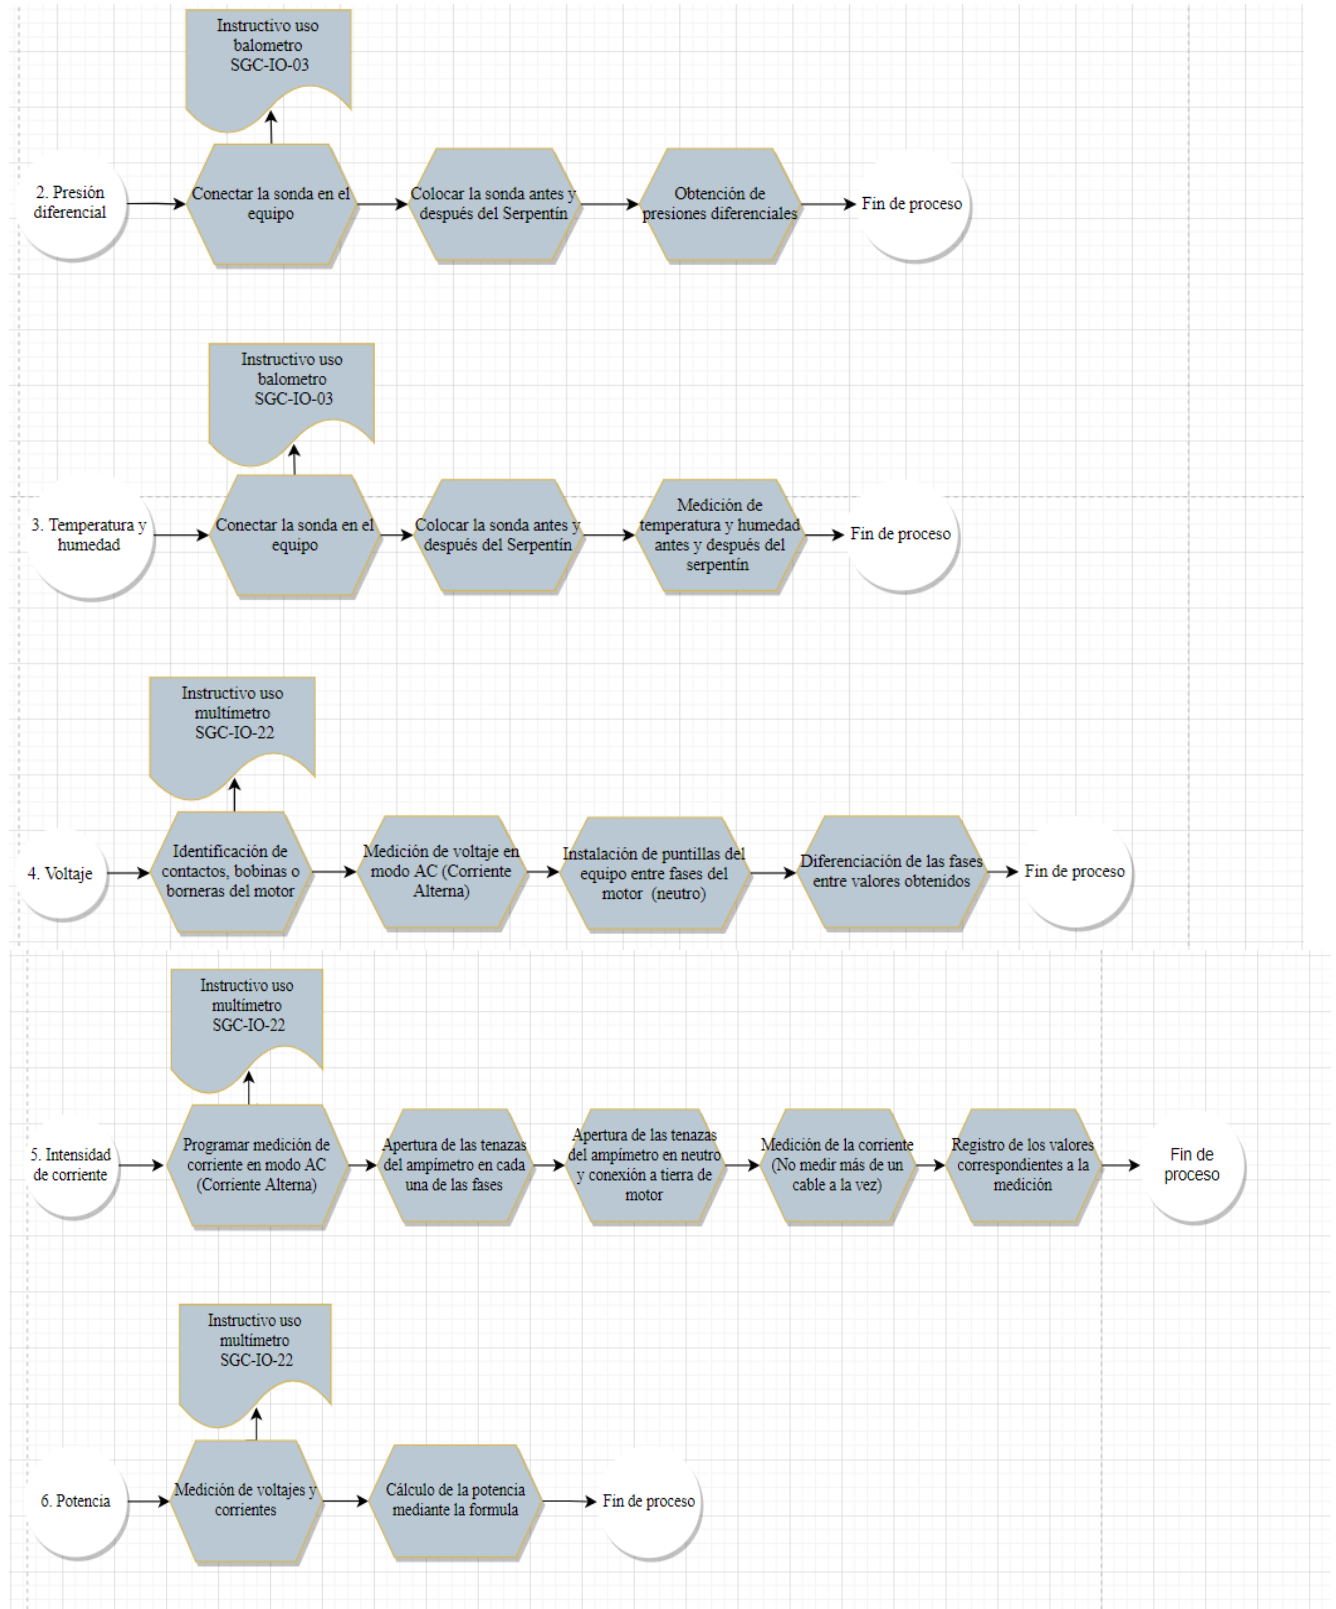 Instructivo uso
balometro
SGC-IO-03
2. Presión
diferencial
Conectar la sonda en el
equipo
Colocar la sonda antes y
después del Serpentín
Obtención de
presiones diferenciales
Fin de proceso
Instructivo uso
balometro
SGC-IO-03
3. Temperatura y
humedad
Conectar la sonda en el
equipo
Colocar la sonda antes y
después del Serpentín
Medición de
temperatura y humedad
antes y después del
serpentín
Fin de proceso
Instructivo uso
multímetro
SGC-IO-22
4. Voltaje
Identificación de
contactos, bobinas o
borneras del motor
Medición de voltaje en
modo AC (Corriente
Alterna)
Instalación de puntillas del
equipo entre fases del
motor (neutro)
Diferenciación de las fases
entre valores obtenidos
Fin de proceso
Instructivo uso
multímetro
SGC-IO-22
5. Intensidad
de corriente
Programar medición de
corriente en modo AC
(Corriente Alterna)
Apertura de las tenazas
del ampímetro en cada
una de las fases
Apertura de las tenazas
del ampímetro en neutro
y conexión a tierra de
motor
Medición de la corriente
(No medir más de un
cable a la vez)
Registro de los valores
correspondientes a la
medición
Fin de
proceso
Instructivo uso
multímetro
SGC-IO-22
6. Potencia
Medición de voltajes y
corrientes
Cálculo de la potencia
mediante la formula
Fin de proceso